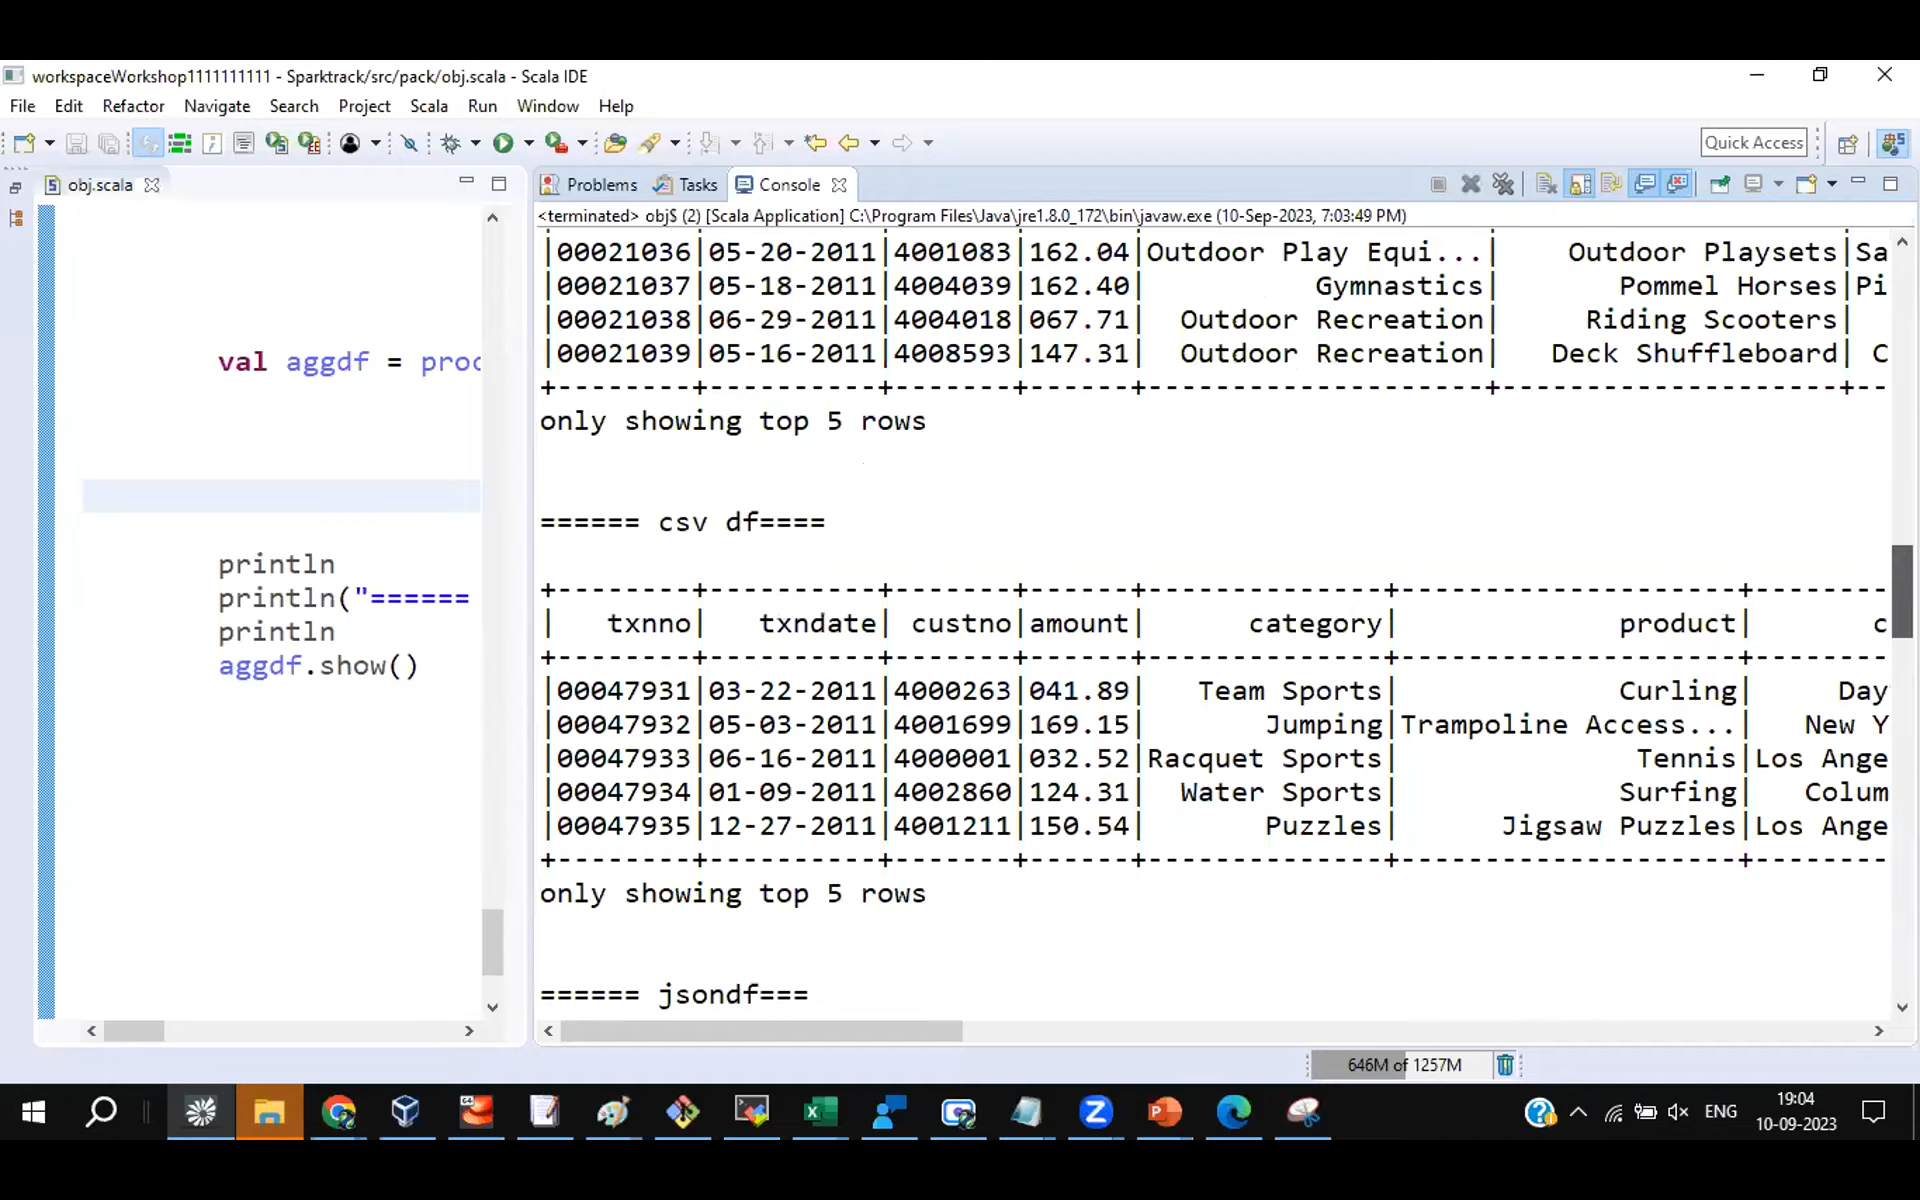 workspaceWorkshop1111111111 - Sparktrack/src/pack/obj.scala - Scala IDE
File Edit Refactor Navigate Search Project Scala Run Window Help
Quick Access
obj.scala
Problems Tasks Console
<terminated> obj$ (2) [Scala Application] C:\Program Files\Java\jre1.8.0_172\bin\javaw.exe (10-Sep-2023, 7:03:49 PM)
val aggdf = proc
println
println("======
println
aggdf.show()
|00021036|05-20-2011|4001083|162.04|Outdoor Play Equi...|    Outdoor Playsets|Sa
|00021037|05-18-2011|4004039|162.40|          Gymnastics|       Pommel Horses|Pi
|00021038|06-29-2011|4004018|067.71|  Outdoor Recreation|     Riding Scooters|
|00021039|05-16-2011|4008593|147.31|  Outdoor Recreation|   Deck Shuffleboard| C
+--------+----------+-------+------+--------------------+--------------------+--
only showing top 5 rows
====== csv df====
+--------+----------+-------+------+--------------+--------------------+--------
|   txnno|   txndate| custno|amount|      category|             product|       c
+--------+----------+-------+------+--------------+--------------------+--------
|00047931|03-22-2011|4000263|041.89|   Team Sports|             Curling|     Day
|00047932|05-03-2011|4001699|169.15|       Jumping|Trampoline Access...|   New Y
|00047933|06-16-2011|4000001|032.52|Racquet Sports|              Tennis|Los Ange
|00047934|01-09-2011|4002860|124.31|  Water Sports|             Surfing|   Colum
|00047935|12-27-2011|4001211|150.54|       Puzzles|      Jigsaw Puzzles|Los Ange
+--------+----------+-------+------+--------------+--------------------+--------
only showing top 5 rows
====== jsondf===
646M of 1257M
ENG
19:04
10-09-2023